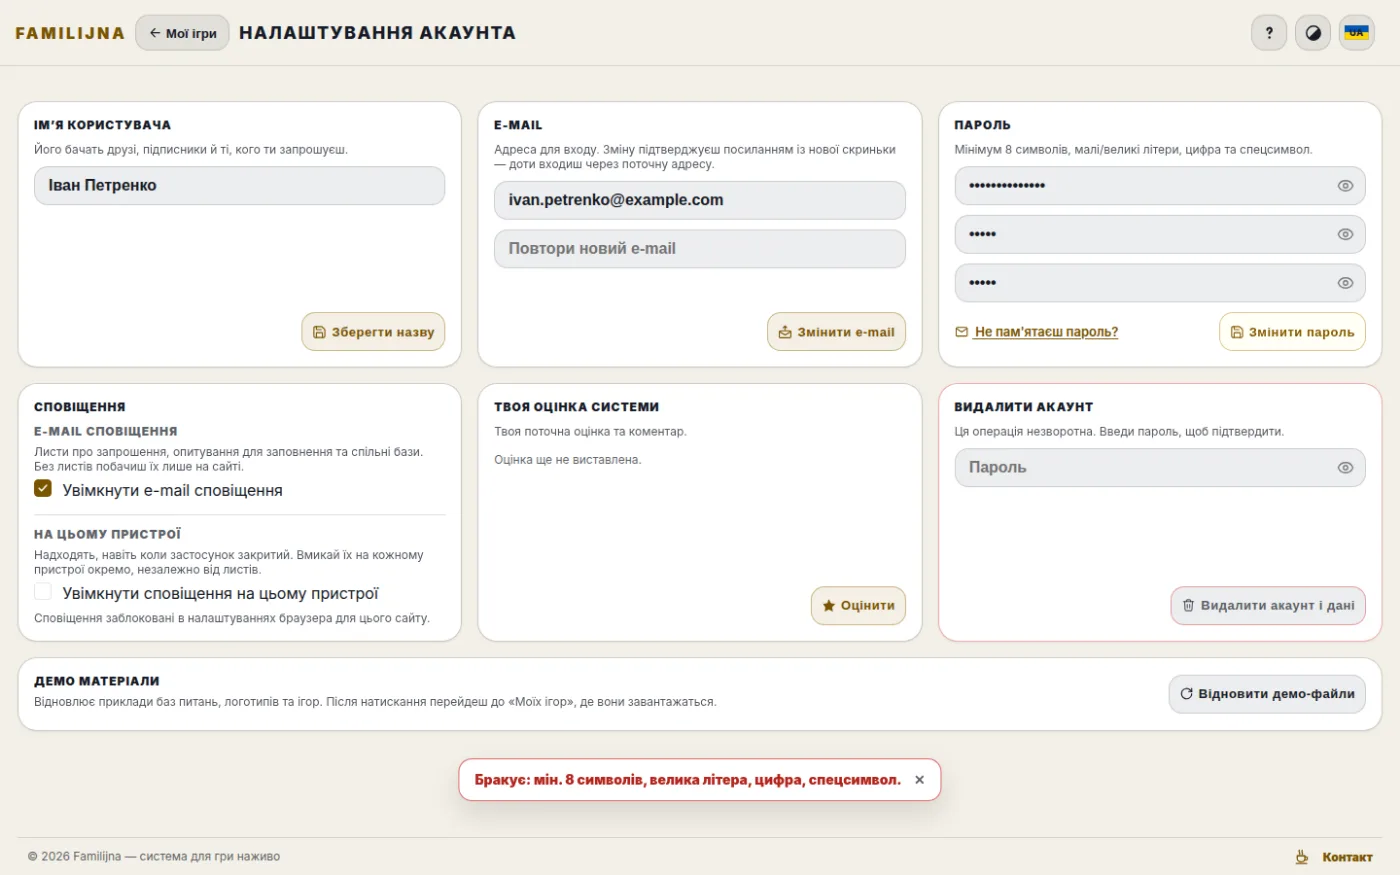 FAMILIJNA
← Мої ігри
НАЛАШТУВАННЯ АКАУНТА
?
UA
ІМ'Я КОРИСТУВАЧА
Його бачать друзі, підписники й ті, кого ти запрошуєш.
Іван Петренко
Зберегти назву
E-MAIL
Адреса для входу. Зміну підтверджуєш посиланням із нової скриньки
— доти входиш через поточну адресу.
ivan.petrenko@example.com
Повтори новий e-mail
Змінити e-mail
ПАРОЛЬ
Мінімум 8 символів, малі/великі літери, цифра та спецсимвол.
••••••••••••••
•••••
•••••
Не пам'ятаєш пароль?
Змінити пароль
СПОВІЩЕННЯ
E-MAIL СПОВІЩЕННЯ
Листи про запрошення, опитування для заповнення та спільні бази.
Без листів побачиш їх лише на сайті.
Увімкнути e-mail сповіщення
НА ЦЬОМУ ПРИСТРОЇ
Надходять, навіть коли застосунок закритий. Вмикай їх на кожному
пристрої окремо, незалежно від листів.
Увімкнути сповіщення на цьому пристрої
Сповіщення заблоковані в налаштуваннях браузера для цього сайту.
ТВОЯ ОЦІНКА СИСТЕМИ
Твоя поточна оцінка та коментар.
Оцінка ще не виставлена.
Оцінити
ВИДАЛИТИ АКАУНТ
Ця операція незворотна. Введи пароль, щоб підтвердити.
Пароль
Видалити акаунт і дані
ДЕМО МАТЕРІАЛИ
Відновлює приклади баз питань, логотипів та ігор. Після натискання перейдеш до «Моїх ігор», де вони завантажаться.
Відновити демо-файли
Бракує: мін. 8 символів, велика літера, цифра, спецсимвол.
×
© 2026 Familijna — система для гри наживо
Контакт